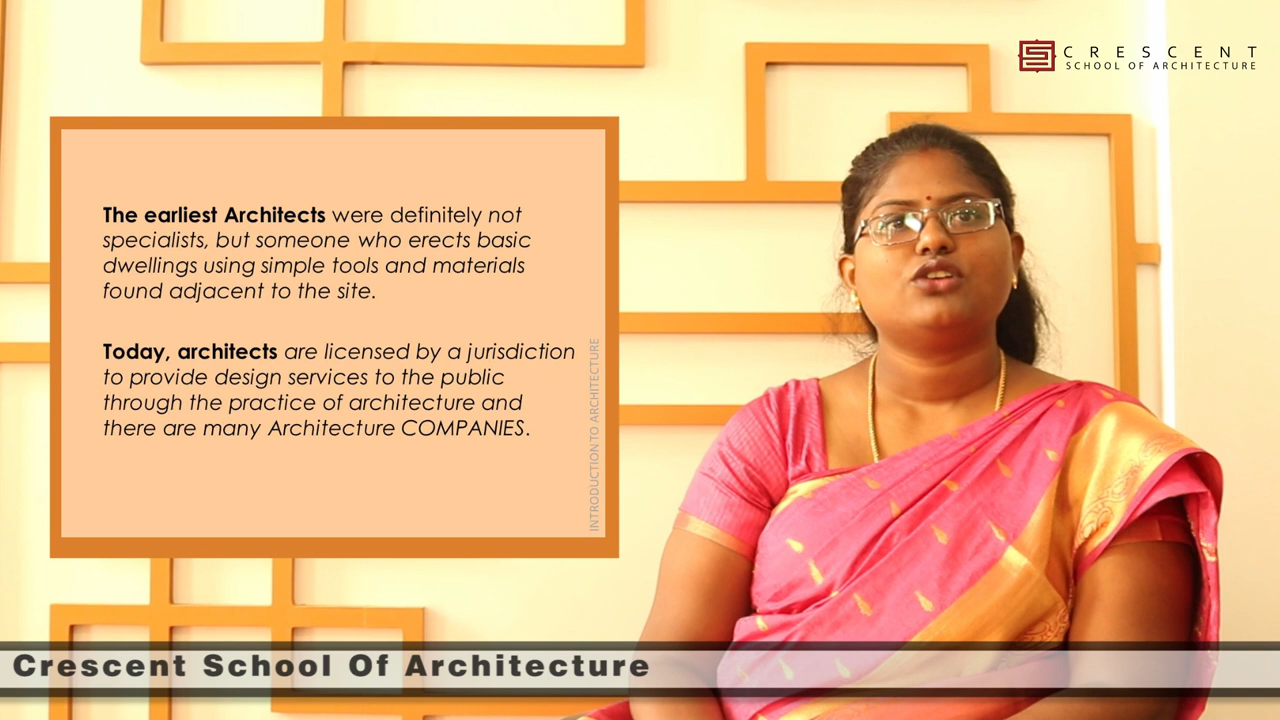 CRESCENT
SCHOOL OF ARCHITECTURE
The earliest Architects were definitely not
specialists, but someone who erects basic
dwellings using simple tools and materials
found adjacent to the site.
Today, architects are licensed by a jurisdiction
to provide design services to the public
through the practice of architecture and
there are many Architecture COMPANIES.
INTRODUCTION TO ARCHITECTURE
Crescent School Of Architecture